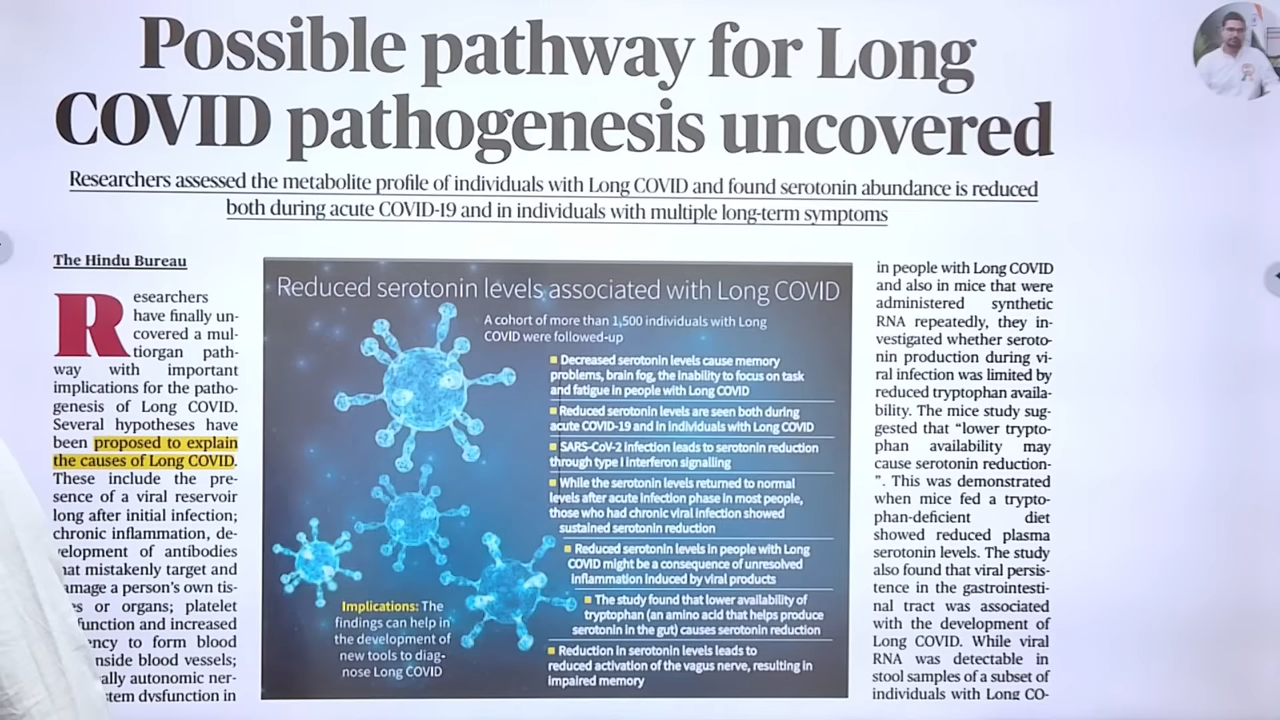 Possible pathway for Long
COVID pathogenesis uncovered
Researchers assessed the metabolite profile of individuals with Long COVID and found serotonin abundance is reduced
both during acute COVID-19 and in individuals with multiple long-term symptoms
The Hindu Bureau
Researchers
have finally un-
covered a mul-
tiorgan path-
way with important
implications for the patho-
genesis of Long COVID.
Several hypotheses have
been proposed to explain
the causes of Long COVID.
These include the pre-
sence of a viral reservoir
long after initial infection;
chronic inflammation, de-
velopment of antibodies
hat mistakenly target and
amage a person's own tis-
es or organs; platelet
function and increased
ency to form blood
nside blood vessels;
ally autonomic ner-
stem dysfunction in
Reduced serotonin levels associated with Long COVID
A cohort of more than 1,500 individuals with Long
COVID were followed-up
Decreased serotonin levels cause memory
problems, brain fog, the inability to focus on task
and fatigue in people with Long COVID
Reduced serotonin levels are seen both during
acute COVID-19 and in individuals with Long COVID
SARS-CoV-2 infection leads to serotonin reduction
through type I interferon signalling
While the serotonin levels returned to normal
levels after acute infection phase in most people,
those who had chronic viral infection showed
sustained serotonin reduction
Reduced serotonin levels in people with Long
COVID might be a consequence of unresolved
inflammation induced by viral products
The study found that lower availability of
tryptophan (an amino acid that helps produce
serotonin in the gut) causes serotonin reduction
Reduction in serotonin levels leads to
reduced activation of the vagus nerve, resulting in
impaired memory
Implications: The
findings can help in
the development of
new tools to diag-
nose Long COVID
in people with Long COVID
and also in mice that were
administered synthetic
RNA repeatedly, they in-
vestigated whether seroto-
nin production during vi-
ral infection was limited by
reduced tryptophan availa-
bility. The mice study sug-
gested that “lower trypto-
phan availability may
cause serotonin reduction-
”. This was demonstrated
when mice fed a trypto-
phan-deficient diet
showed reduced plasma
serotonin levels. The study
also found that viral persis-
tence in the gastrointesti-
nal tract was associated
with the development of
Long COVID. While viral
RNA was detectable in
stool samples of a subset of
individuals with Long CO-